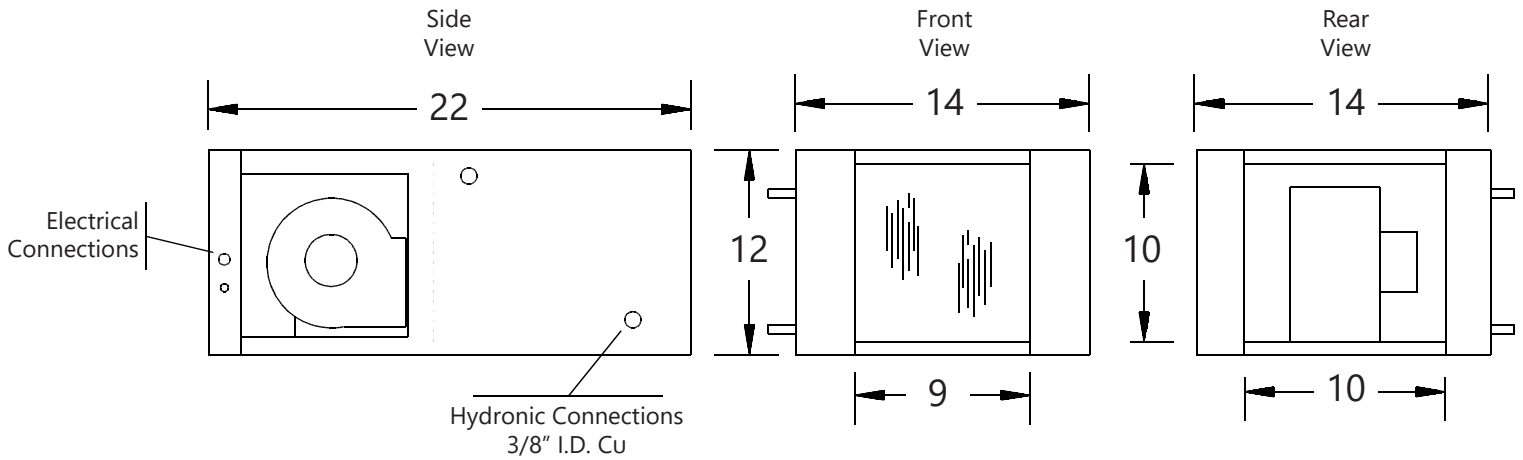 Side
View
Front
View
Rear
View
22
14
14
Electrical
Connections
12
10
9
10
Hydronic Connections
3/8” I.D. Cu